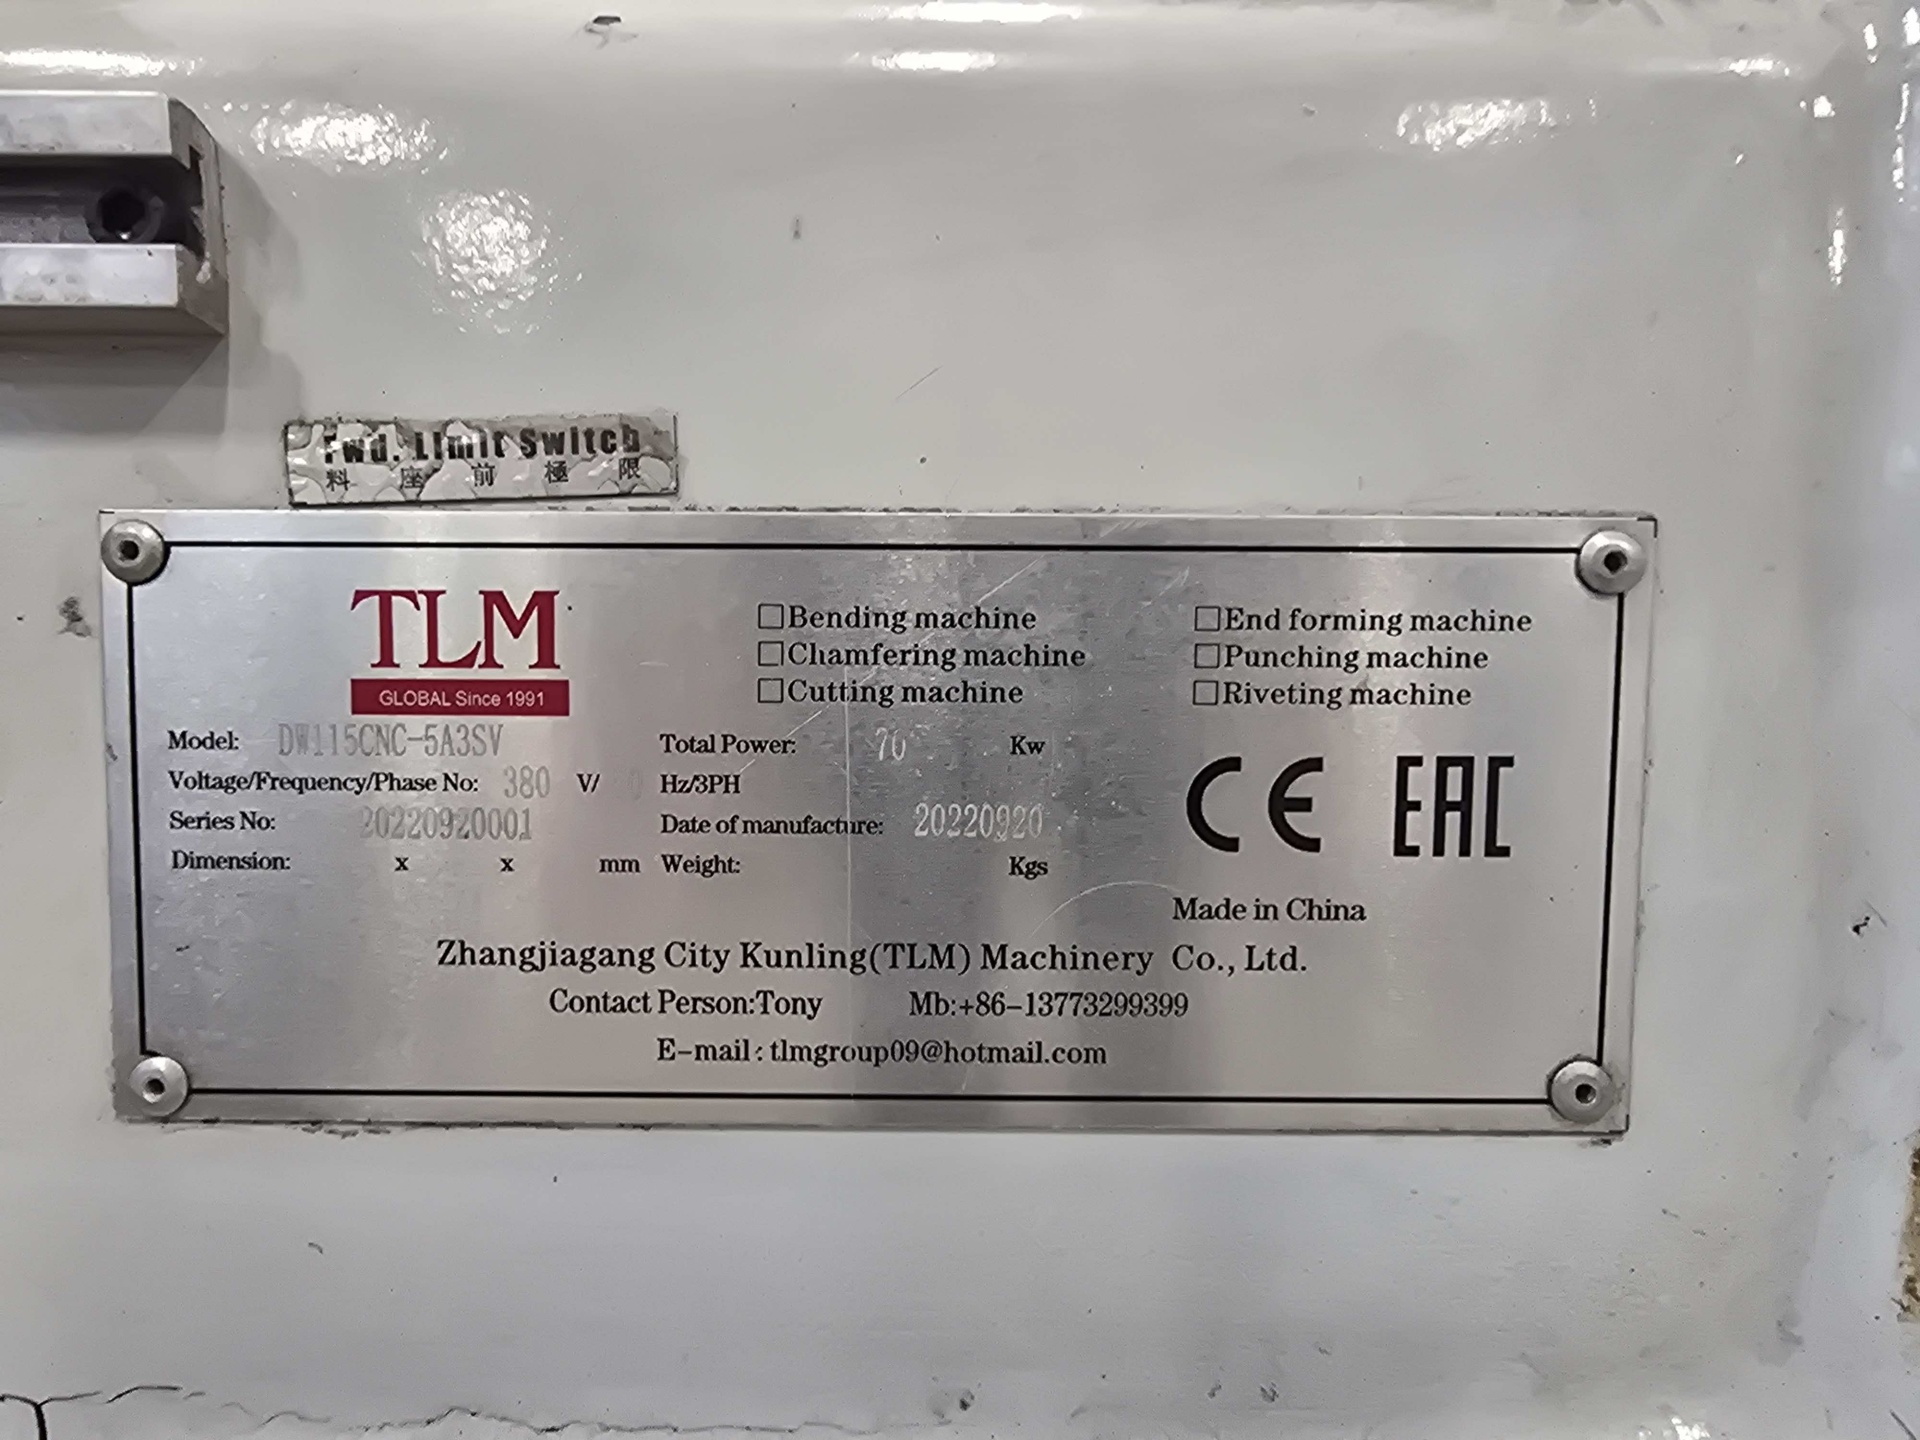 Fwd. Limit Switch
料 座 前 極 限
TLM
GLOBAL Since 1991
□Bending machine □End forming machine
□Chamfering machine □Punching machine
□Cutting machine □Riveting machine
Model: DW115CNC-5A3SV Total Power: 70 Kw
Voltage/Frequency/Phase No: 380 V/ Hz/3PH
Series No: 20220920001 Date of manufacture: 20220920
Dimension: x x mm Weight: Kgs
CE EAC
Made in China
Zhangjiagang City Kunling(TLM) Machinery Co., Ltd.
Contact Person:Tony Mb:+86-13773299399
E-mail: tlmgroup09@hotmail.com